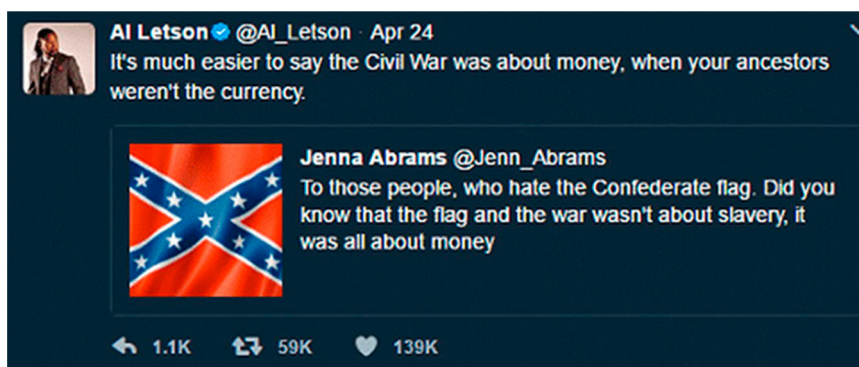 Al Letson @Al_Letson · Apr 24
It's much easier to say the Civil War was about money, when your ancestors
weren't the currency.
Jenna Abrams @Jenn_Abrams
To those people, who hate the Confederate flag. Did you
know that the flag and the war wasn't about slavery, it
was all about money
1.1K 59K 139K